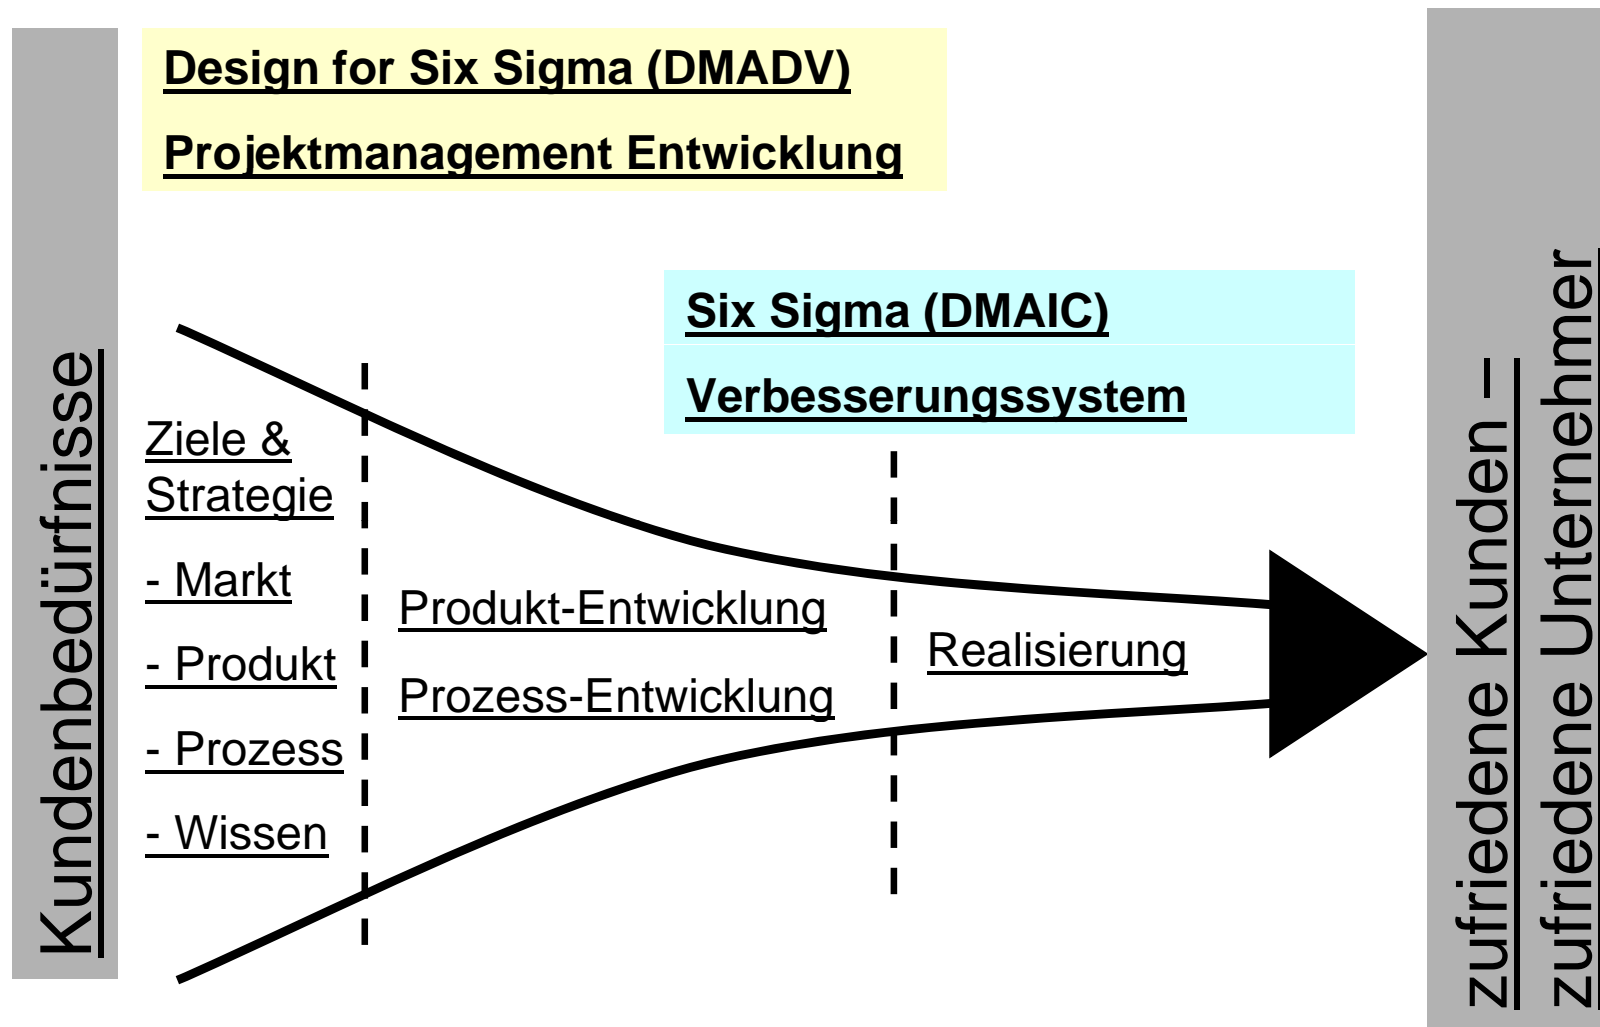 Kundenbedürfnisse
Design for Six Sigma (DMADV)
Projektmanagement Entwicklung
Six Sigma (DMAIC)
Verbesserungssystem
Ziele &
Strategie
- Markt
- Produkt
- Prozess
- Wissen
Produkt-Entwicklung
Prozess-Entwicklung
Realisierung
zufriedene Kunden –
zufriedene Unternehmer